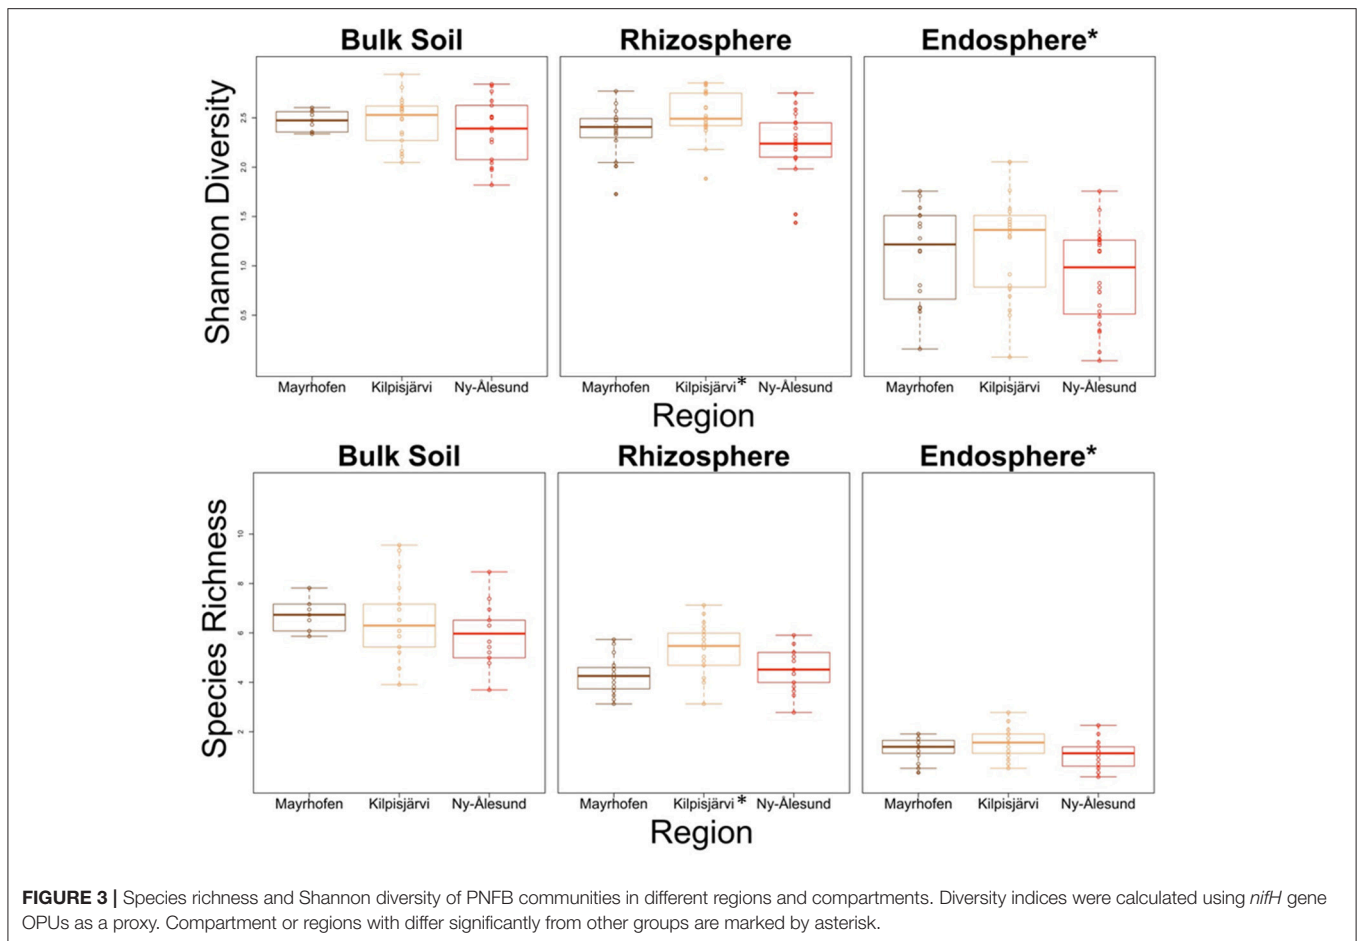 Bulk Soil Rhizosphere Endosphere*
Shannon Diversity
2.5
2.0
1.5
1.0
0.5
Mayrhofen Kilpisjärvi Ny-Ålesund Mayrhofen Kilpisjärvi* Ny-Ålesund Mayrhofen Kilpisjärvi Ny-Ålesund
Region
Bulk Soil Rhizosphere Endosphere*
Species Richness
10
8
6
4
2
Mayrhofen Kilpisjärvi Ny-Ålesund Mayrhofen Kilpisjärvi* Ny-Ålesund Mayrhofen Kilpisjärvi Ny-Ålesund
Region
FIGURE 3 | Species richness and Shannon diversity of PNFB communities in different regions and compartments. Diversity indices were calculated using nifH gene
OPUs as a proxy. Compartment or regions with differ significantly from other groups are marked by asterisk.